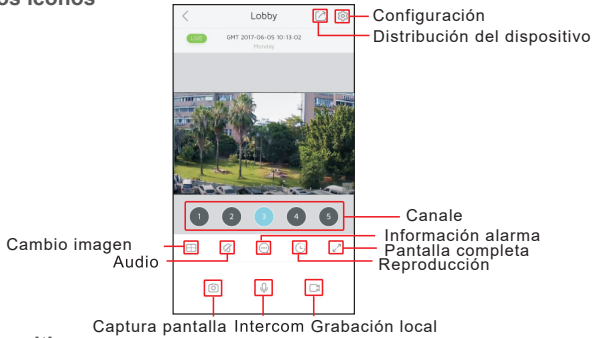 os iconos
Lobby
Configuración
LIVE
GMT 2017-06-05 10:13-02
Distribución del dispositivo
Monday
1 2 3 4 5
Canale
Información alarma
Cambio imagen
Pantalla completa
Audio
Reproducción
Captura pantalla Intercom Grabación local